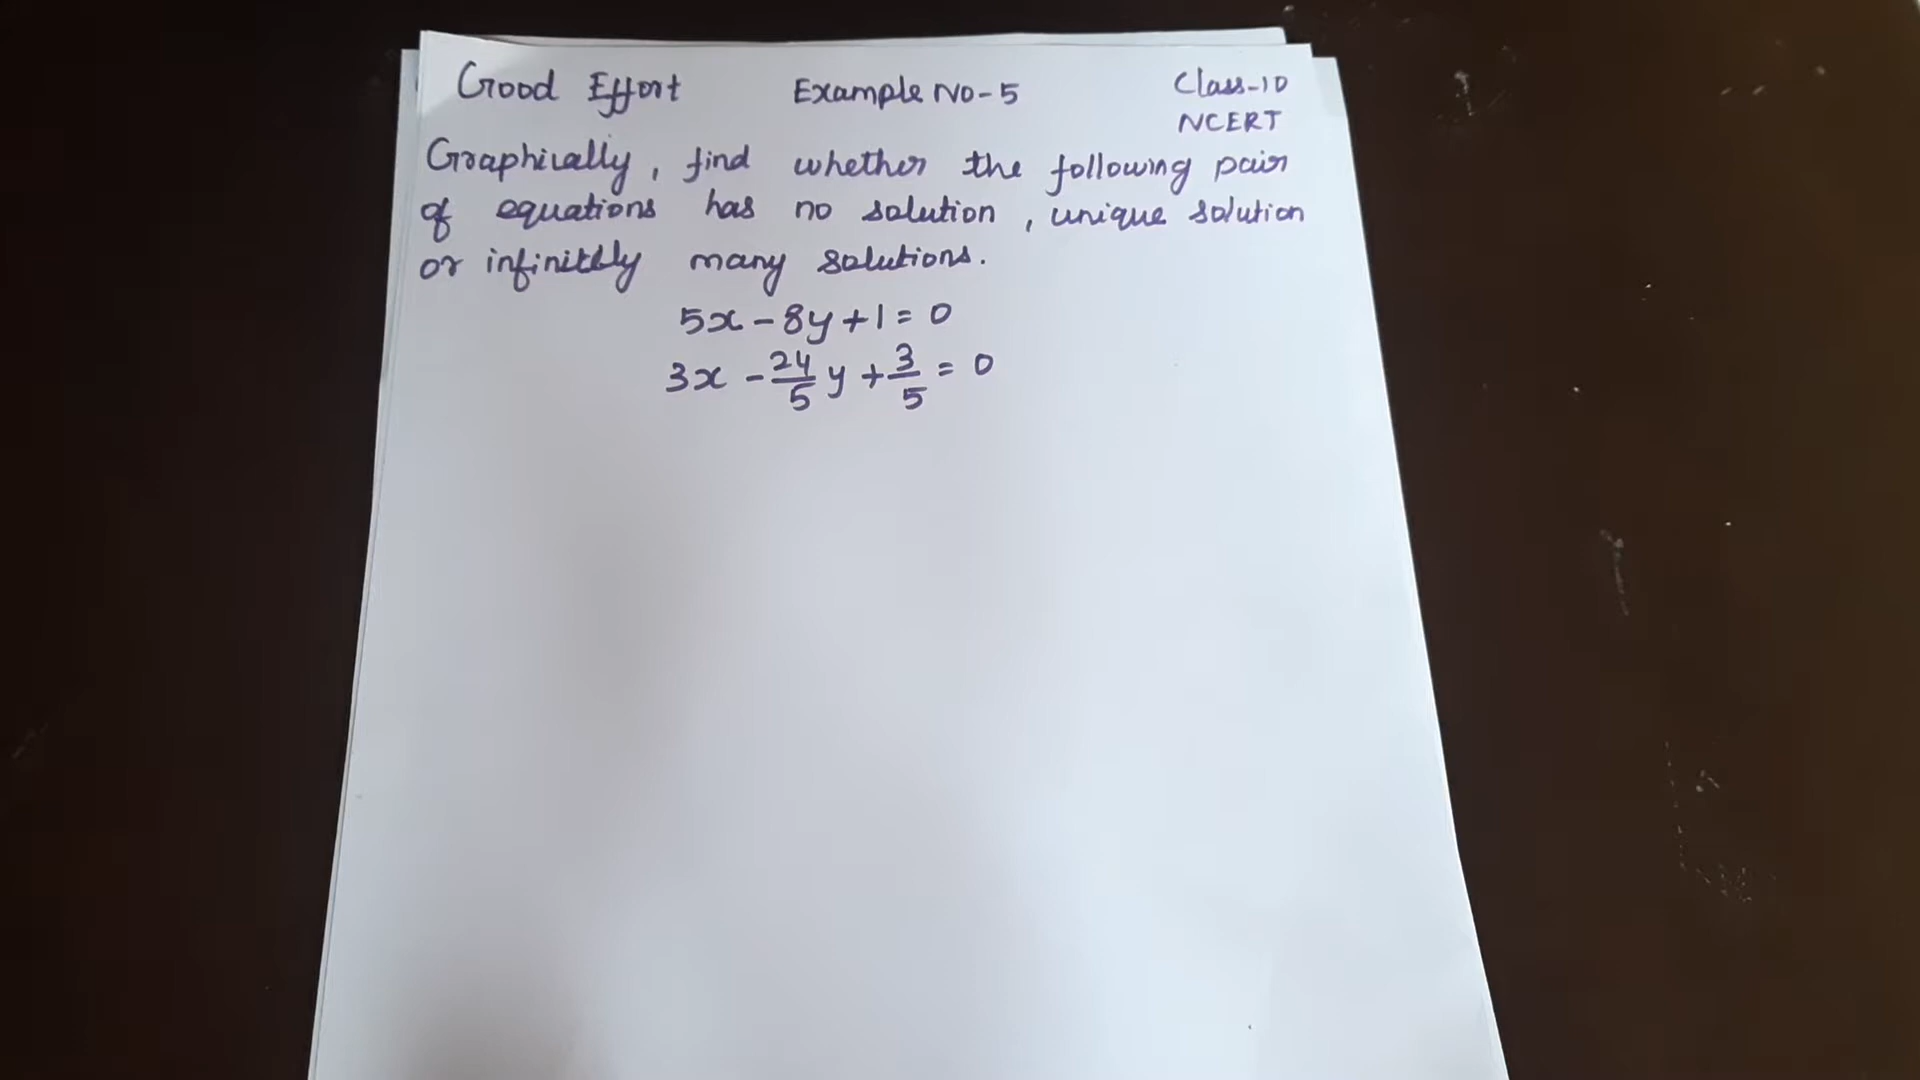 Good Effort Example No-5 Class-10
NCERT
Graphically, find whether the following pair
of equations has no solution, unique solution
or infinitely many solutions.
5x - 8y + 1 = 0
3x - 24/5 y + 3/5 = 0